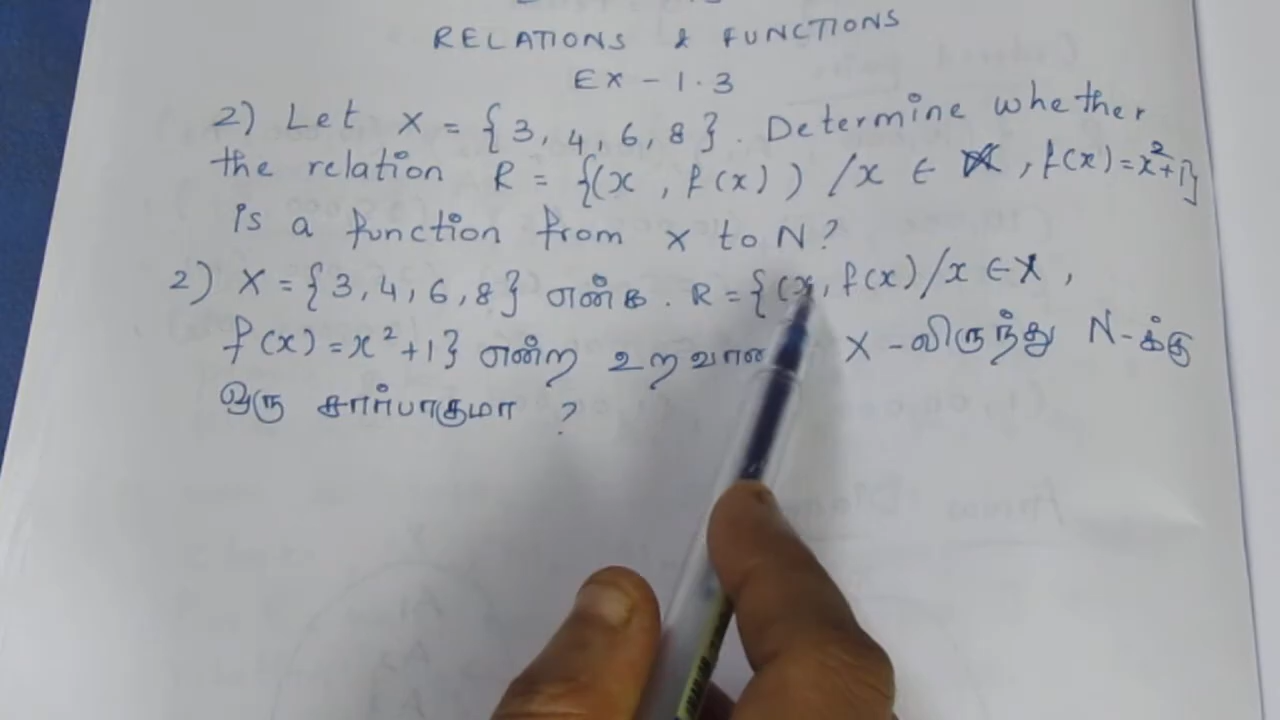 RELATIONS & FUNCTIONS
EX - 1.3
2) Let X = {3, 4, 6, 8}. Determine whether
the relation R = {(x, f(x)) / x ∈ X, f(x) = x²+1}
is a function from X to N?
2) X = {3, 4, 6, 8} என்க. R = {(x, f(x) / x ∈ X,
f(x) = x²+1} என்ற உறவான X - லிருந்து N - க்கு
ஒரு சார்பாகுமா ?